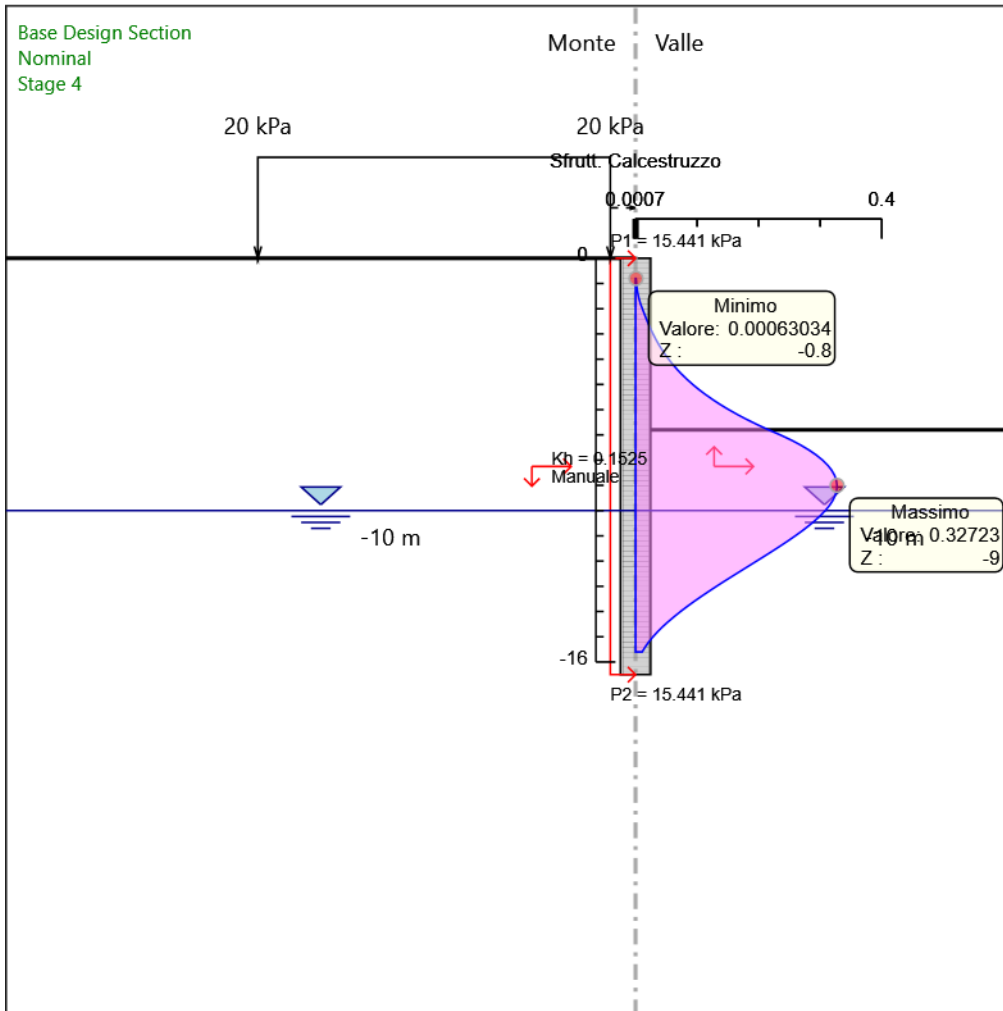 Base Design Section
Nominal
Stage 4
Monte
Valle
20 kPa
20 kPa
Sfrutt. Calcestruzzo
0.0007
0.4
P1 = 15.441 kPa
0
Minimo
Valore: 0.00063034
Z : -0.8
Kh = 0.1525
Manuale
-10 m
Massimo
Valore: 0.32723
-10 m
Z : -9
-16
P2 = 15.441 kPa